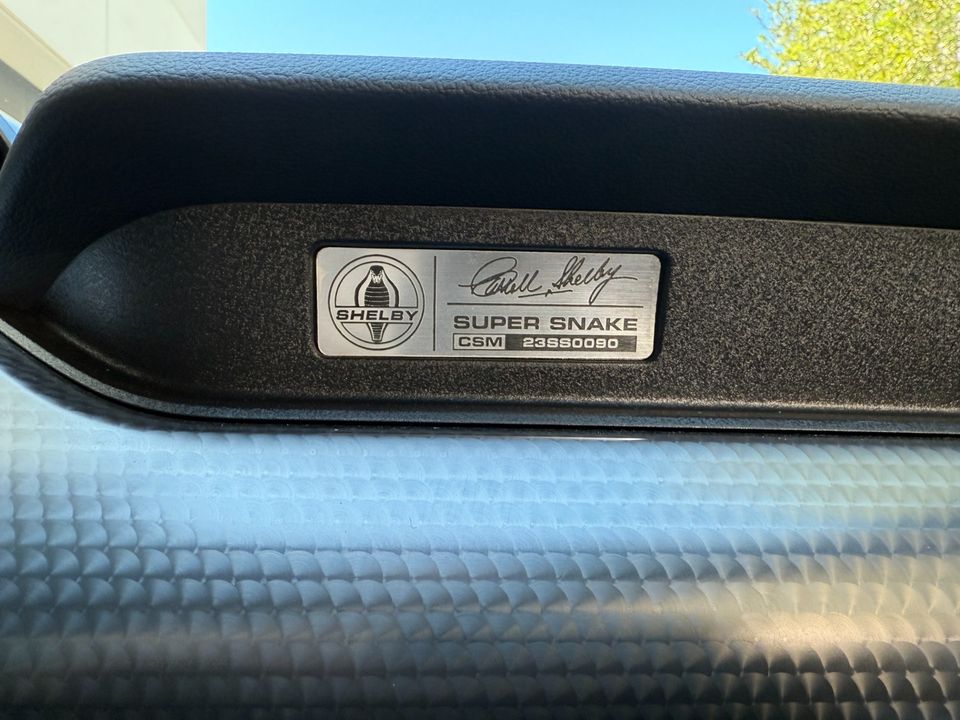 SHELBY
Carroll Shelby
SUPER SNAKE
CSM 23SS0090